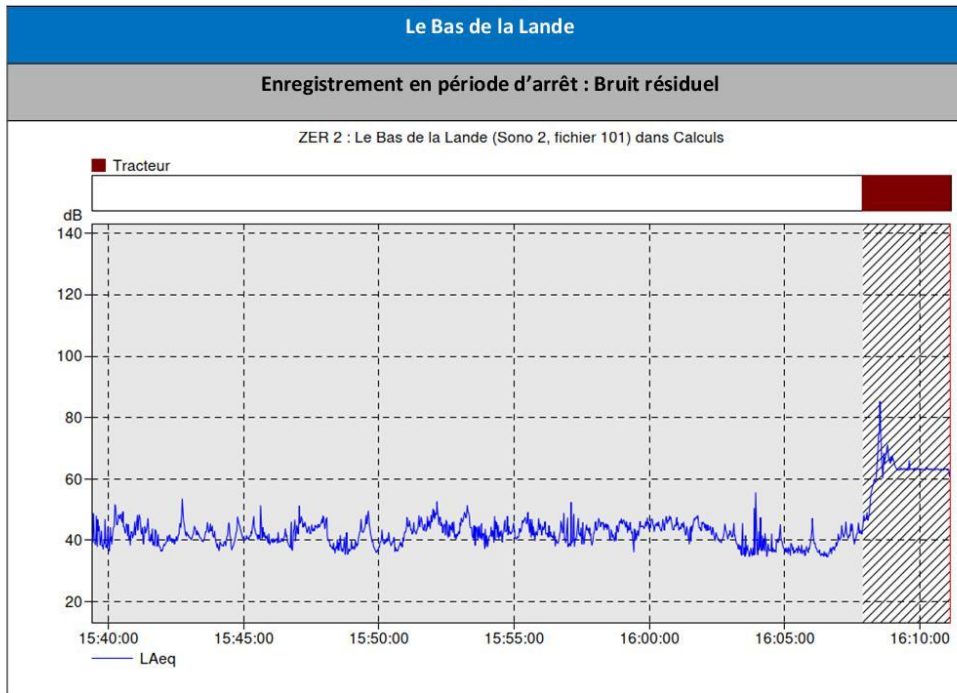 Le Bas de la Lande
Enregistrement en période d’arrêt : Bruit résiduel
ZER 2 : Le Bas de la Lande (Sono 2, fichier 101) dans Calculs
Tracteur
dB
140
120
100
80
60
40
20
15:40:00 15:45:00 15:50:00 15:55:00 16:00:00 16:05:00 16:10:00
LAeq